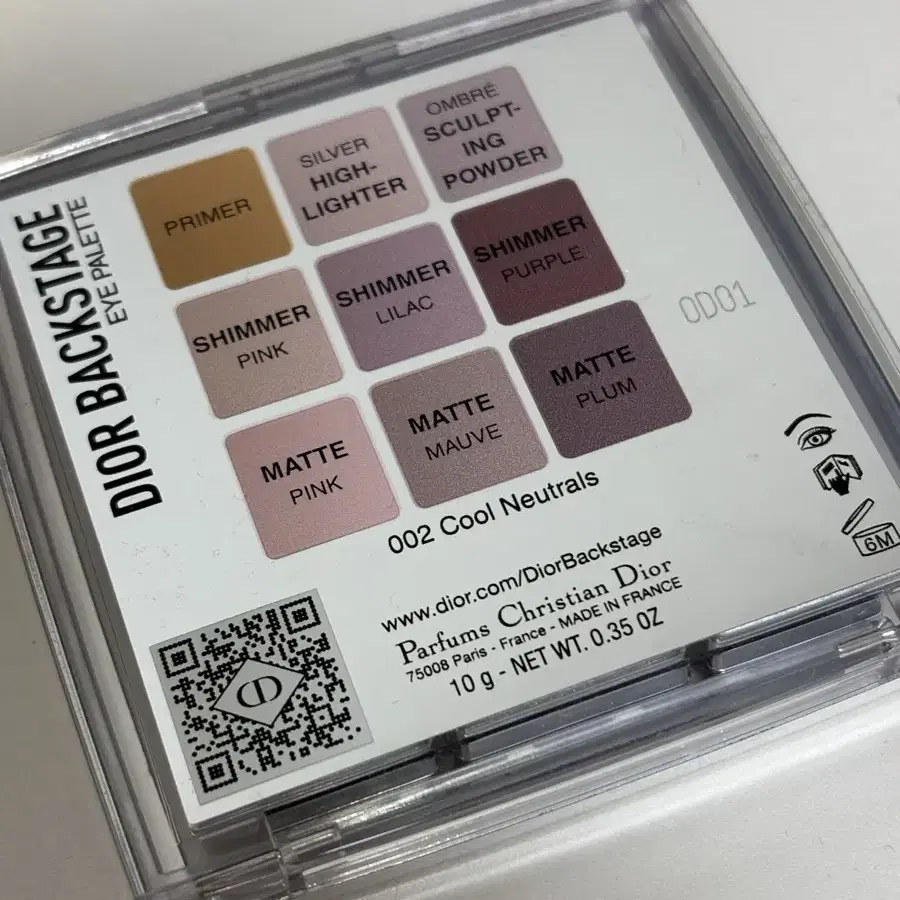 DIOR BACKSTAGE
EYE PALETTE
PRIMER
SILVER
HIGH-
LIGHTER
OMBRÉ
SCULPT-
ING
POWDER
SHIMMER
PINK
SHIMMER
LILAC
SHIMMER
PURPLE
MATTE
PINK
MATTE
MAUVE
MATTE
PLUM
0D01
002 Cool Neutrals
www.dior.com/DiorBackstage
Parfums Christian Dior
75008 Paris - France - MADE IN FRANCE
10 g - NET WT. 0.35 OZ
6M
CD